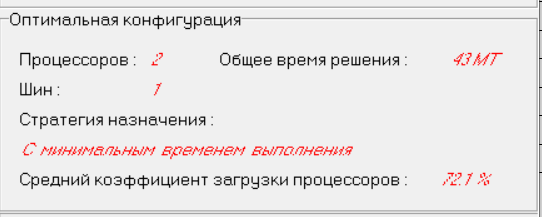 Оптимальная конфигурация
Процессоров : 2 Общее время решения : 43 МТ
Шин : 1
Стратегия назначения :
С минимальным временем выполнения
Средний коэффициент загрузки процессоров : 72.1 %